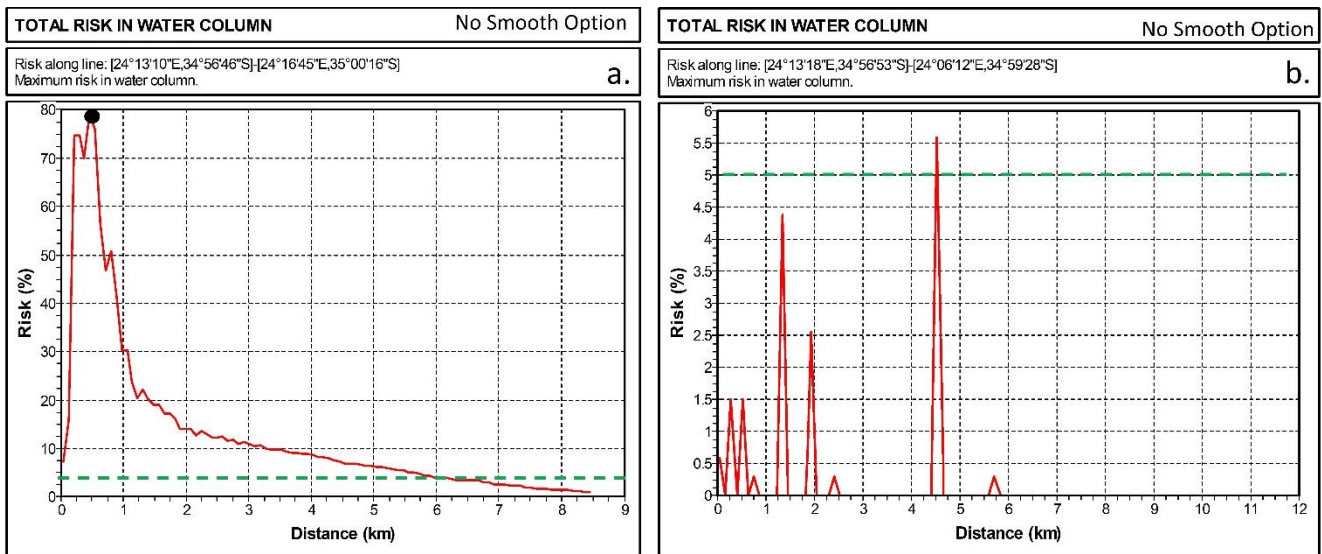 TOTAL RISK IN WATER COLUMN No Smooth Option
Risk along line: [24°13'10"E,34°56'46"S]-[24°16'45"E,35°00'16"S]
Maximum risk in water column.
a.
80
70
60
50
40
30
20
10
0
Risk (%)
0 1 2 3 4 5 6 7 8 9
Distance (km)
TOTAL RISK IN WATER COLUMN No Smooth Option
Risk along line: [24°13'18"E,34°56'53"S]-[24°06'12"E,34°59'28"S]
Maximum risk in water column.
b.
6
5.5
5
4.5
4
3.5
3
2.5
2
1.5
1
0.5
0
Risk (%)
0 1 2 3 4 5 6 7 8 9 10 11 12
Distance (km)